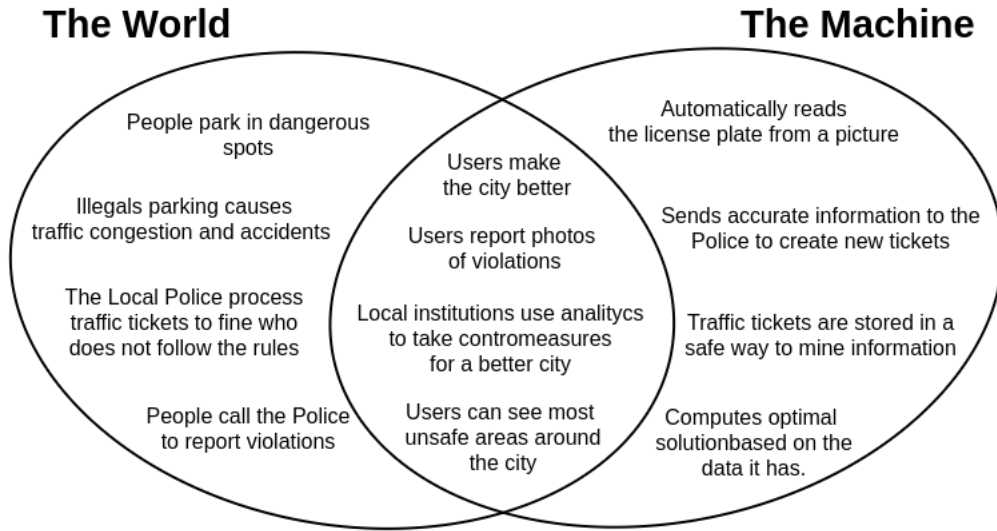 The World
The Machine
People park in dangerous
spots
Illegals parking causes
traffic congestion and accidents
The Local Police process
traffic tickets to fine who
does not follow the rules
People call the Police
to report violations
Users make
the city better
Users report photos
of violations
Local institutions use analitycs
to take contromeasures
for a better city
Users can see most
unsafe areas around
the city
Automatically reads
the license plate from a picture
Sends accurate information to the
Police to create new tickets
Traffic tickets are stored in a
safe way to mine information
Computes optimal
solutionbased on the
data it has.